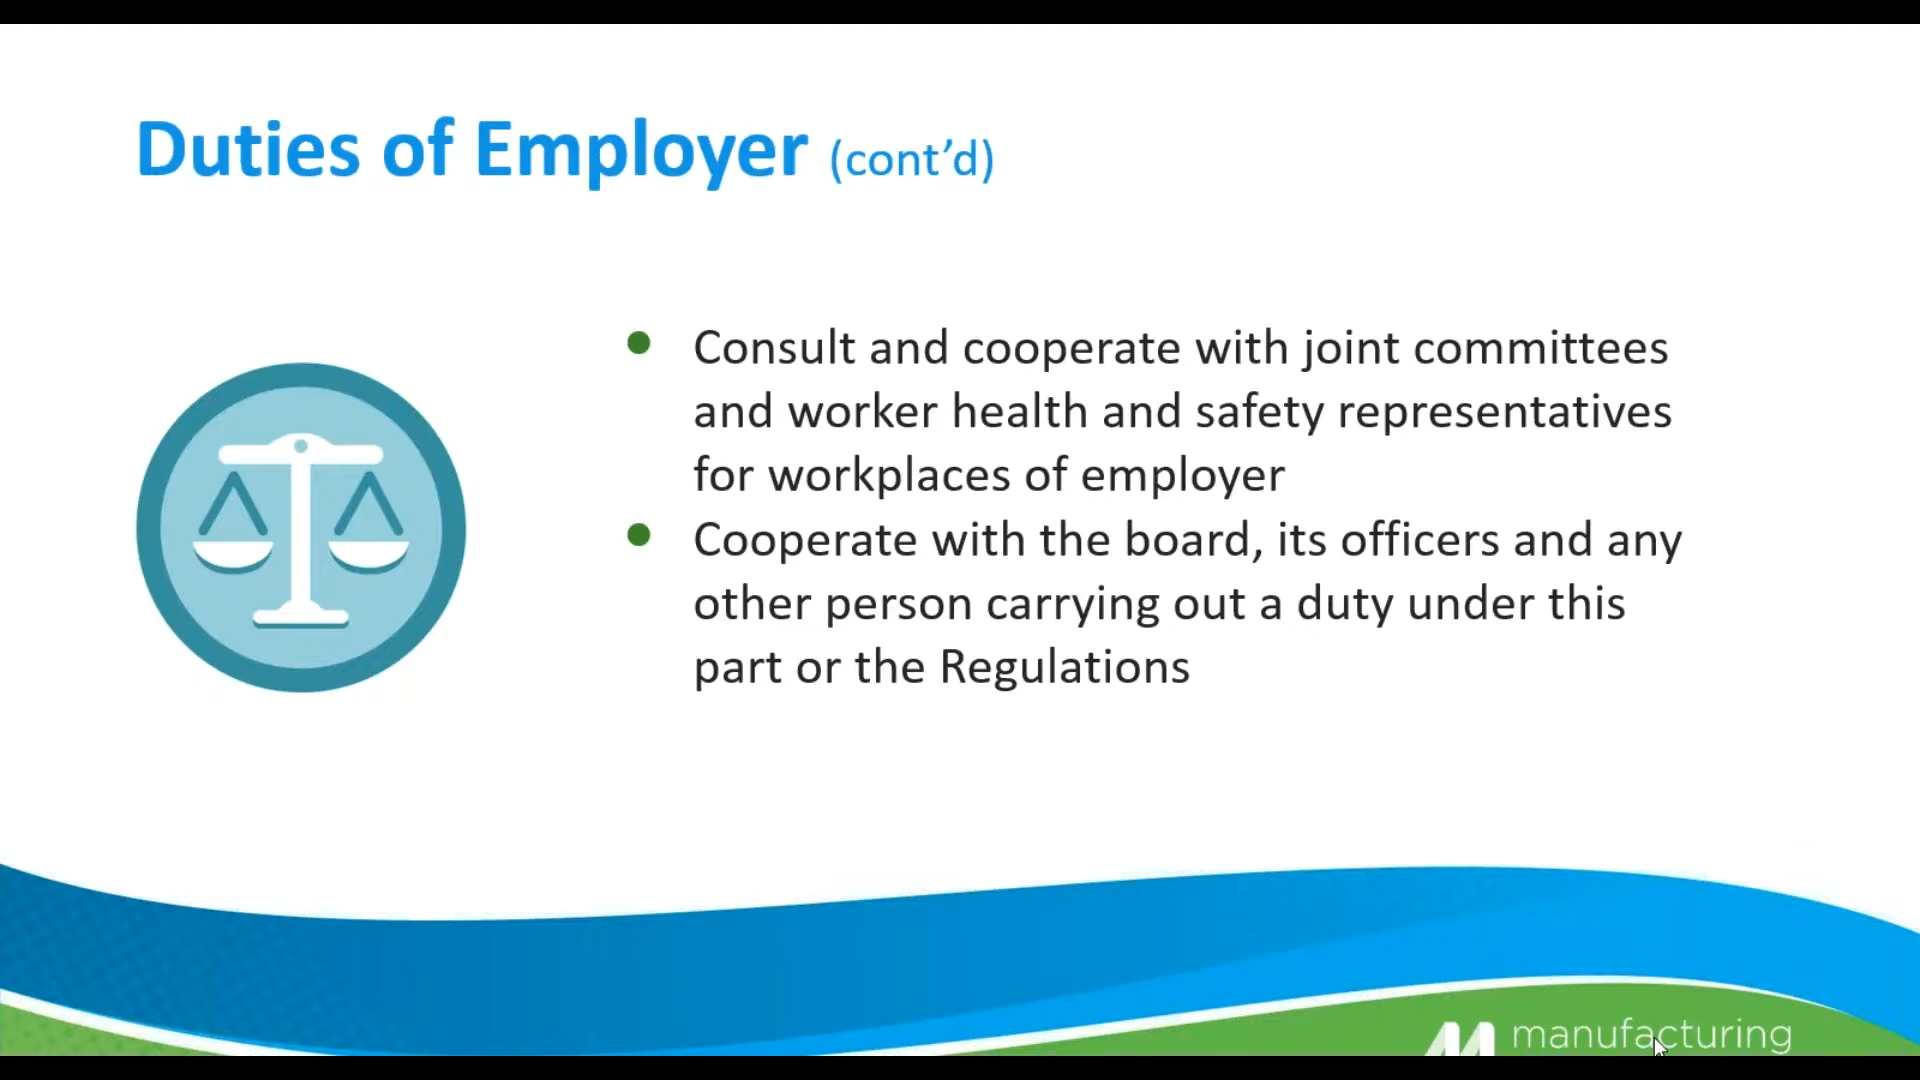 Duties of Employer (cont’d)
• Consult and cooperate with joint committees
and worker health and safety representatives
for workplaces of employer
• Cooperate with the board, its officers and any
other person carrying out a duty under this
part or the Regulations
manufacturing